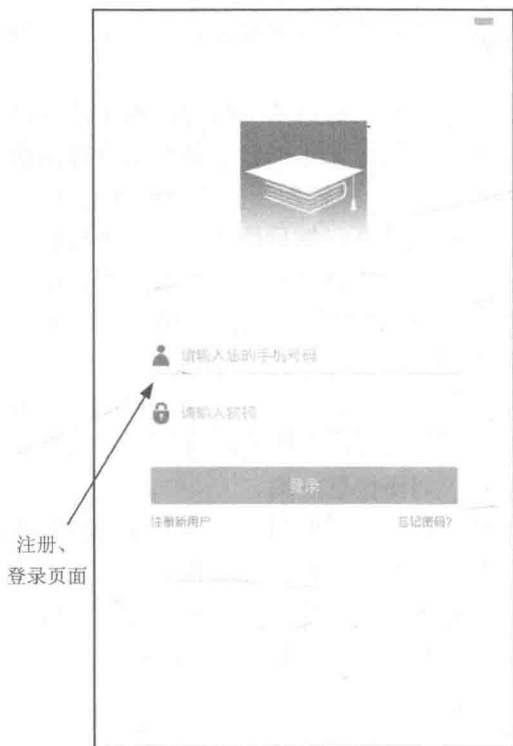 请输入您的手机号码
请输入密码
登录
注册新用户
忘记密码?
注册、
登录页面